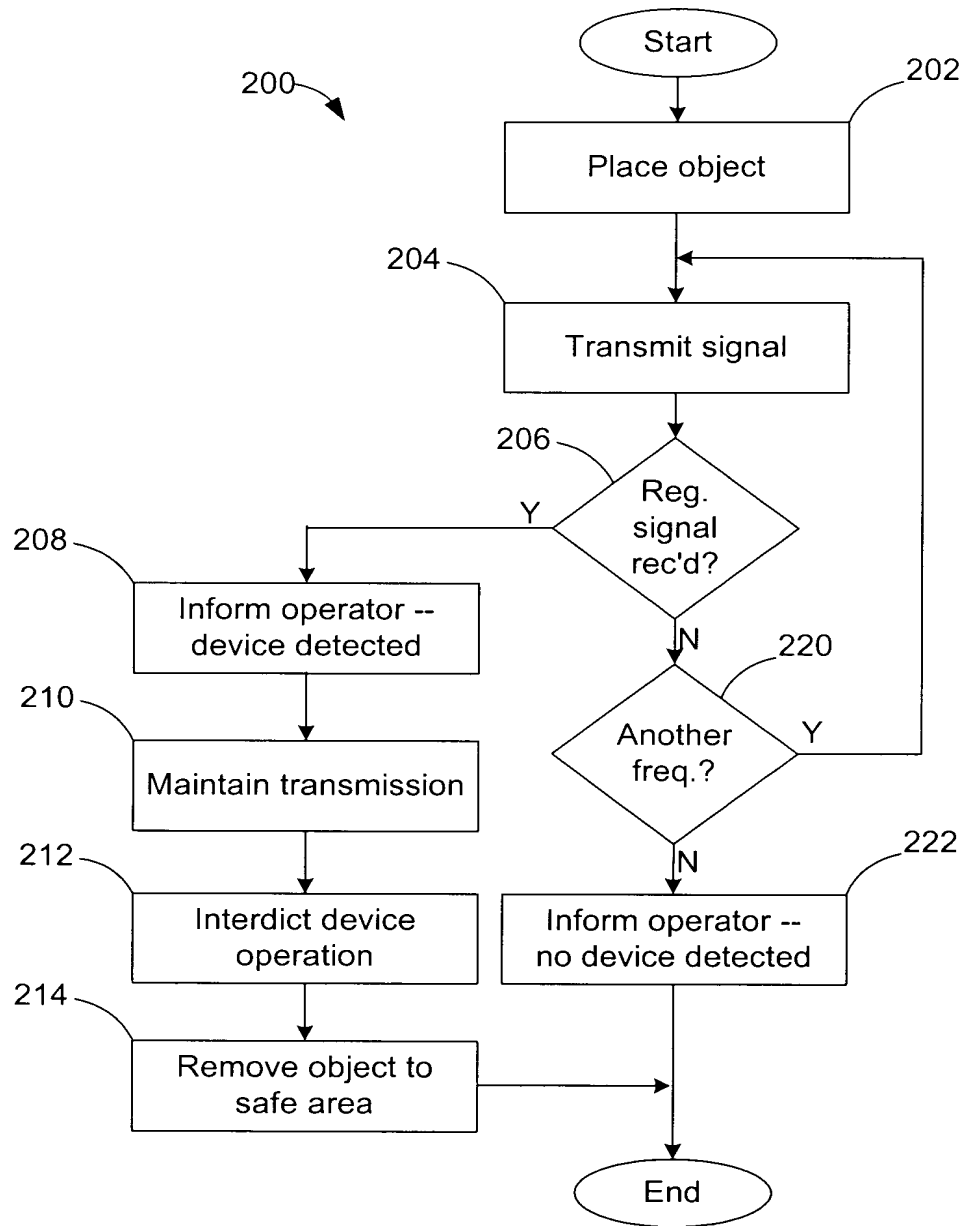 Start
200
202
Place object
204
Transmit signal
206
Reg.
signal
rec'd?
Y
N
208
Inform operator --
device detected
210
Maintain transmission
212
Interdict device
operation
214
Remove object to
safe area
220
Another
freq.?
Y
N
222
Inform operator --
no device detected
End